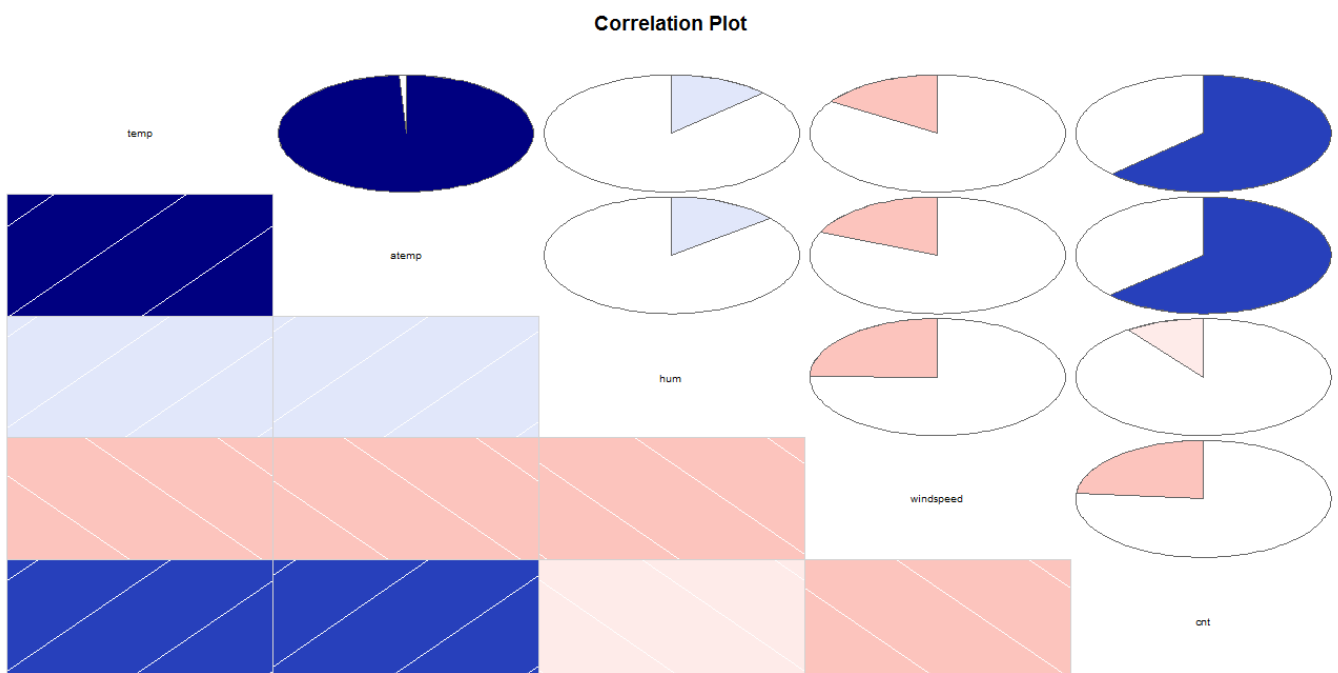 Correlation Plot
temp
atemp
hum
windspeed
cnt